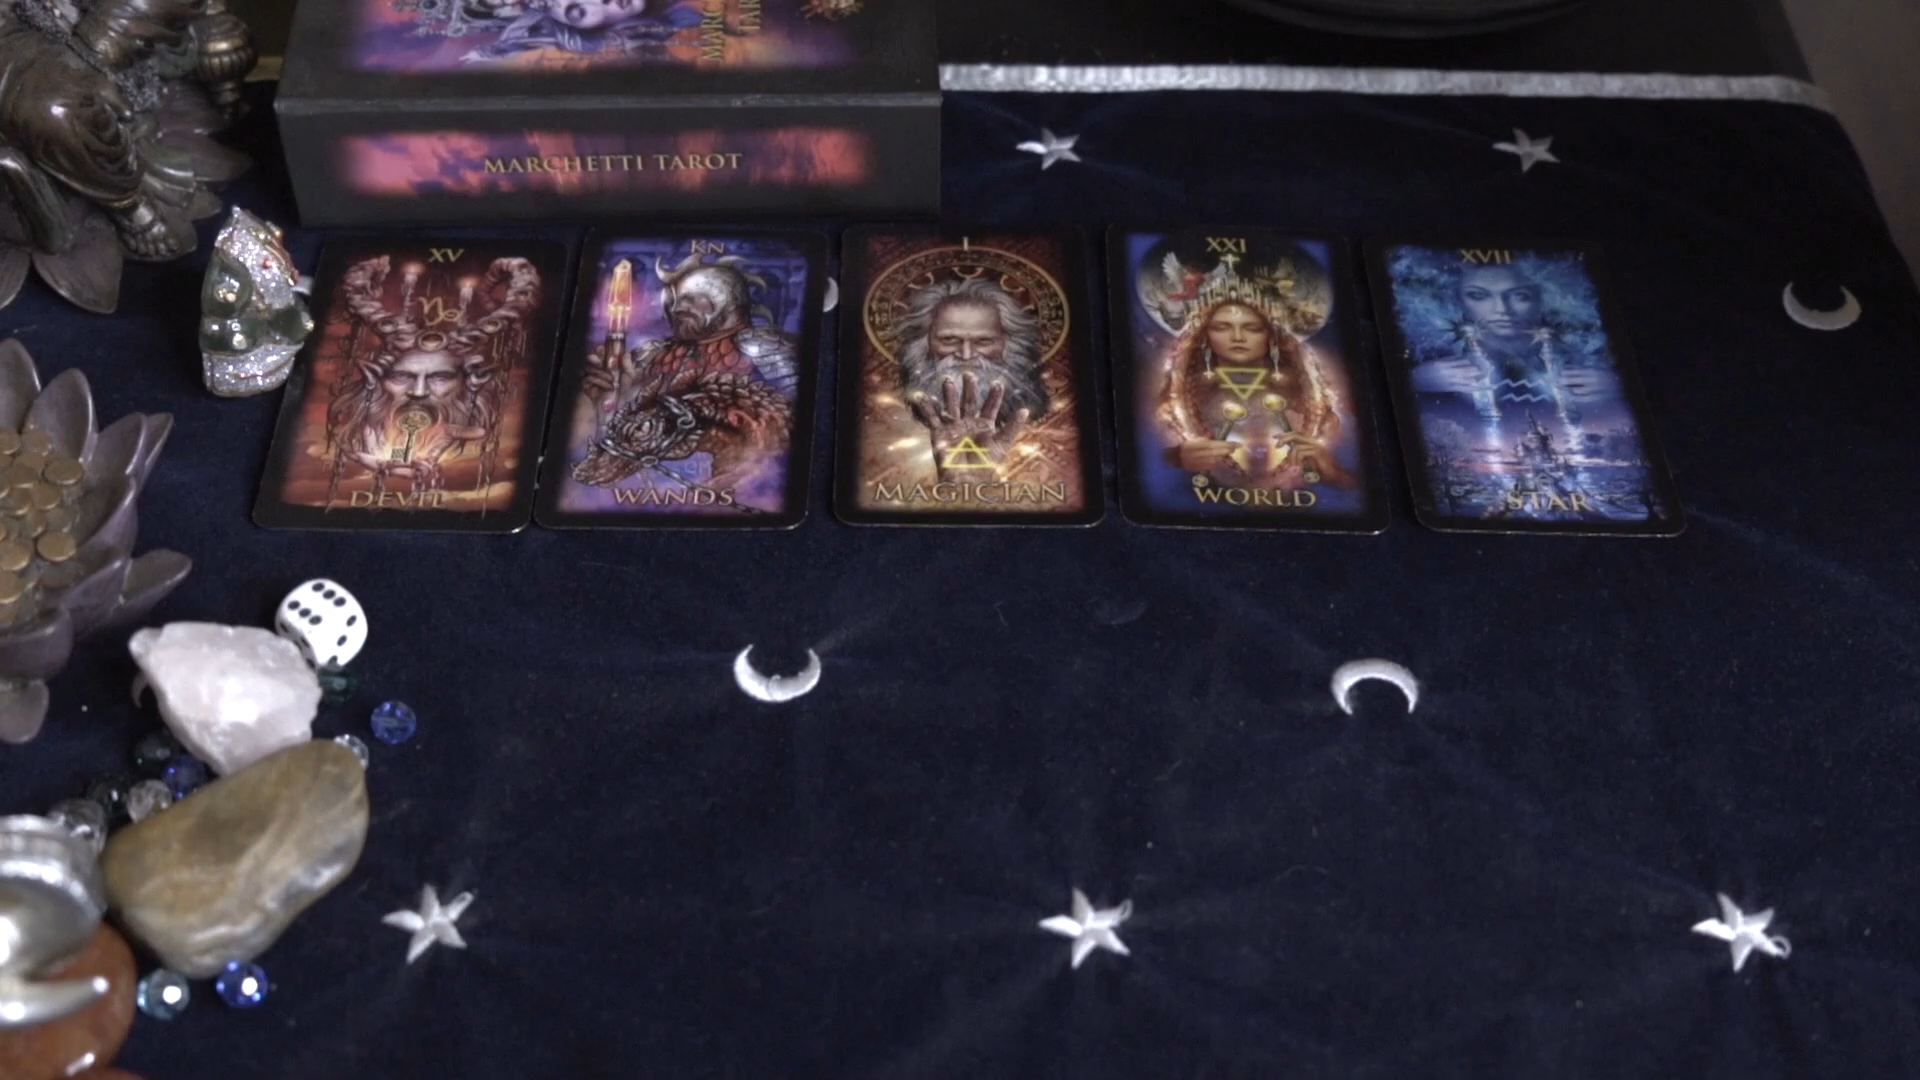 MARCHETTI TAROT
XV
DEVIL
KN
WANDS
I
MAGICIAN
XXI
WORLD
XVII
STAR